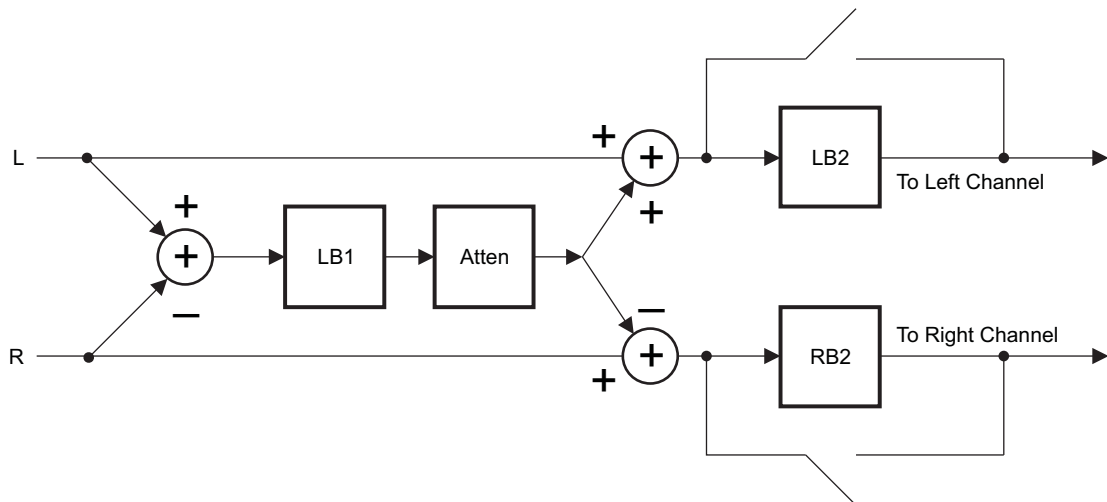 +
L
+
LB2
To Left Channel
+
+
+
LB1
Atten
−
−
To Right Channel
R
+
RB2
+